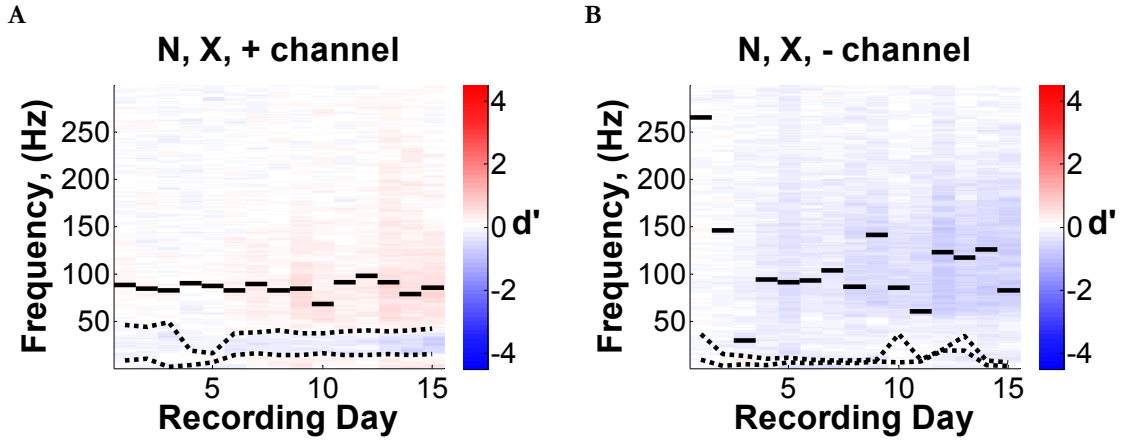 A
N, X, + channel
Frequency, (Hz)
250
200
150
100
50
5
10
15
Recording Day
4
2
0
-2
-4
d'
B
N, X, - channel
Frequency, (Hz)
250
200
150
100
50
5
10
15
Recording Day
4
2
0
-2
-4
d'